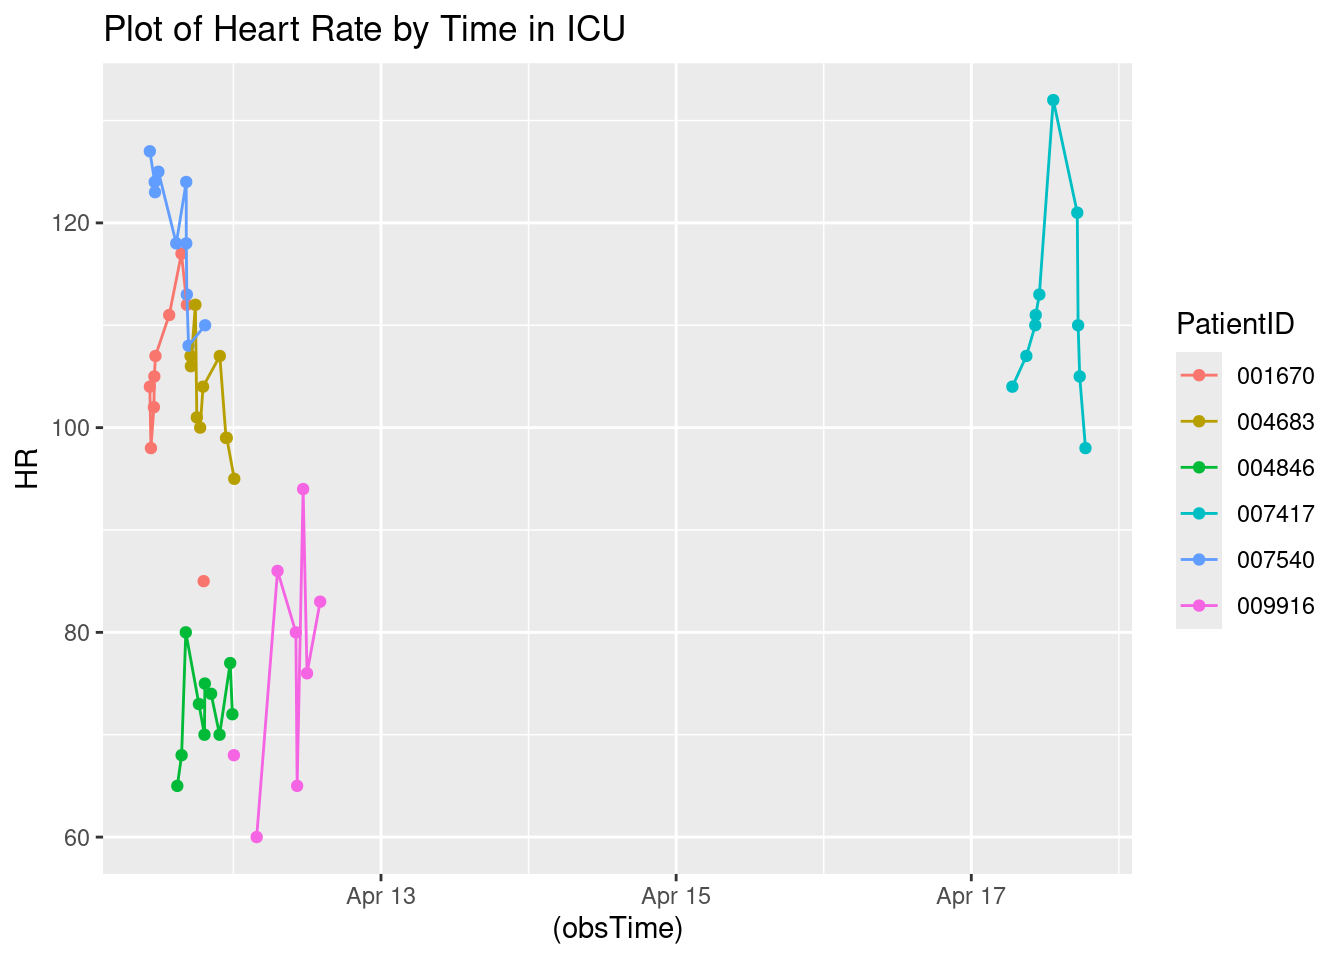 Plot of Heart Rate by Time in ICU
120
100
80
60
HR
Apr 13
Apr 15
Apr 17
(obsTime)
PatientID
001670
004683
004846
007417
007540
009916